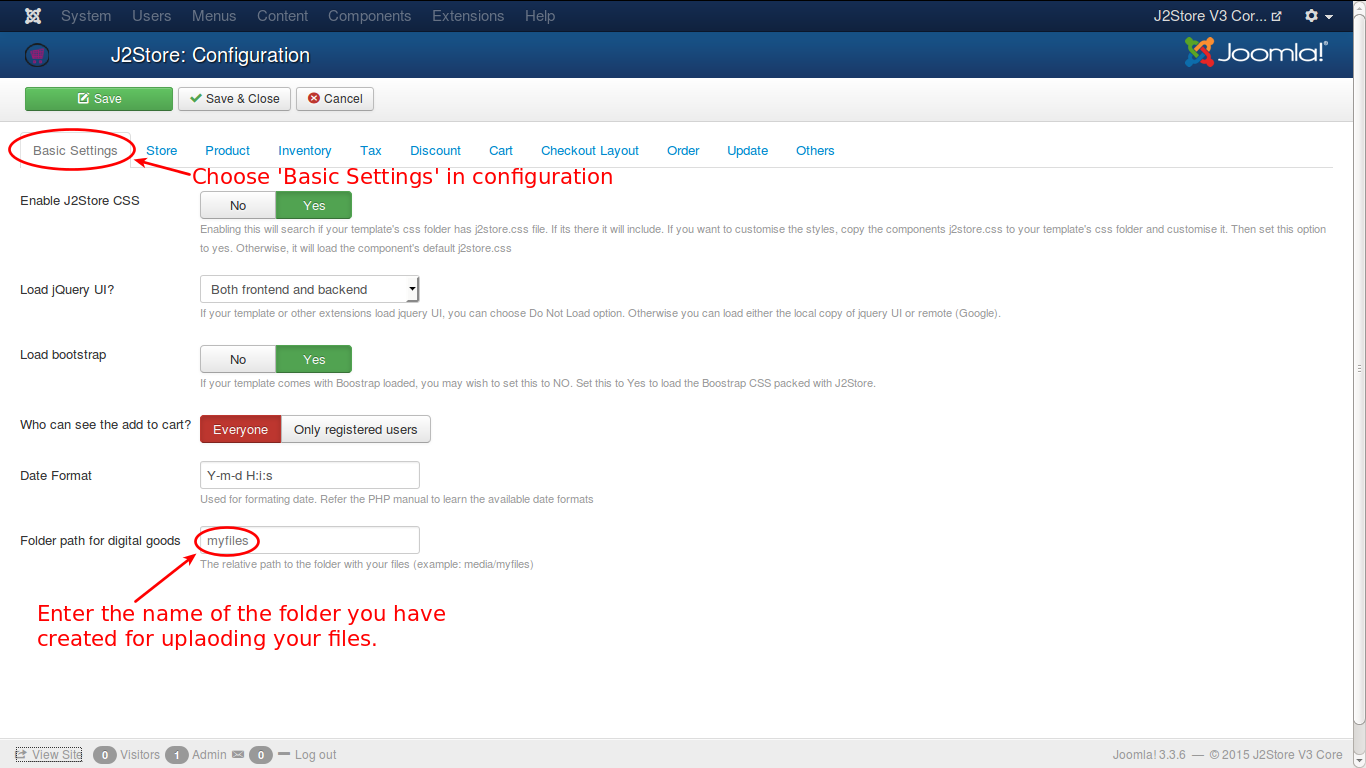 System Users Menus Content Components Extensions Help J2Store V3 Cor...
J2Store: Configuration Joomla!®
Save Save & Close Cancel
Basic Settings Store Product Inventory Tax Discount Cart Checkout Layout Order Update Others
Choose 'Basic Settings' in configuration
Enable J2Store CSS No Yes
Enabling this will search if your template's css folder has j2store.css file. If its there it will include. If you want to customise the styles, copy the components j2store.css to your template's css folder and customise it. Then set this option
to yes. Otherwise, it will load the component's default j2store.css
Load jQuery UI? Both frontend and backend
If your template or other extensions load jquery UI, you can choose Do Not Load option. Otherwise you can load either the local copy of jquery UI or remote (Google).
Load bootstrap No Yes
If your template comes with Boostrap loaded, you may wish to set this to NO. Set this to Yes to load the Boostrap CSS packed with J2Store.
Who can see the add to cart? Everyone Only registered users
Date Format Y-m-d H:i:s
Used for formating date. Refer the PHP manual to learn the available date formats
Folder path for digital goods myfiles
The relative path to the folder with your files (example: media/myfiles)
Enter the name of the folder you have
created for uplaoding your files.
View Site 0 Visitors 1 Admin 0 Log out Joomla! 3.3.6 — © 2015 J2Store V3 Core